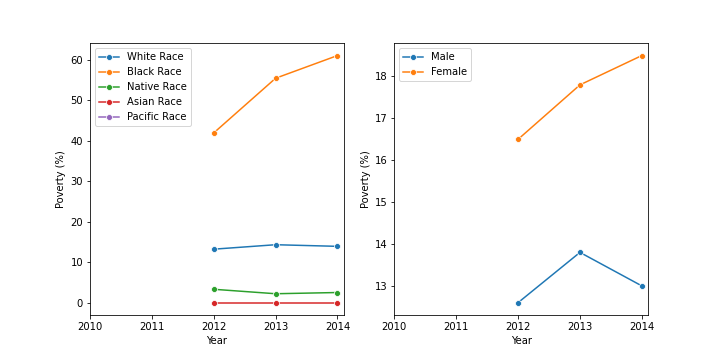 White Race
Black Race
Native Race
Asian Race
Pacific Race
60
50
40
30
20
10
0
Poverty (%)
2010 2011 2012 2013 2014
Year
Male
Female
18
17
16
15
14
13
Poverty (%)
2010 2011 2012 2013 2014
Year